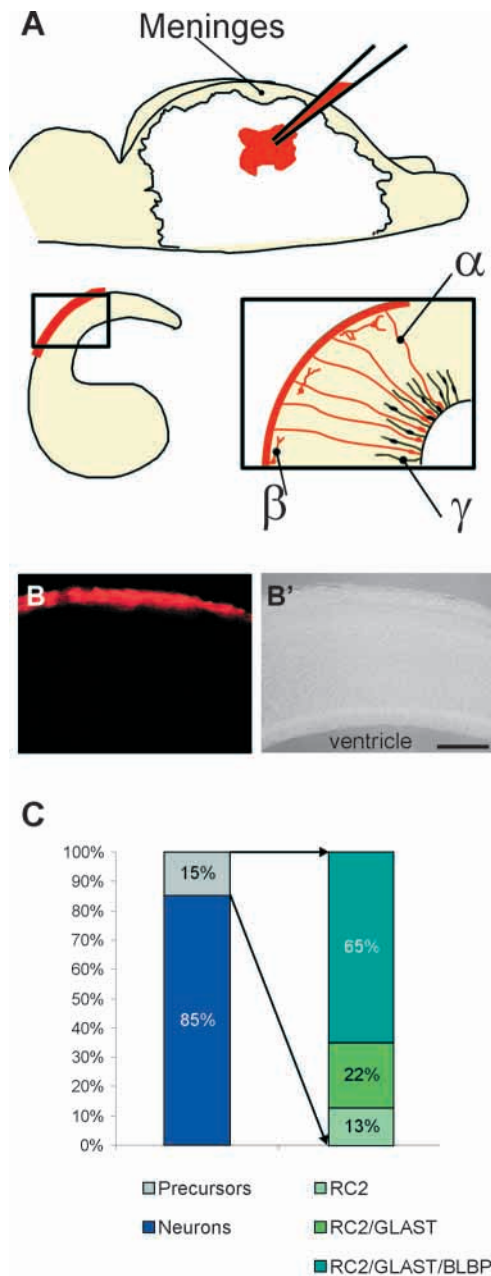 A
Meninges
α
β
γ
B
B'
ventricle
C
100%
90%
80%
70%
60%
50%
40%
30%
20%
10%
0%
15%
85%
65%
22%
13%
Precursors
RC2
Neurons
RC2/GLAST
RC2/GLAST/BLBP